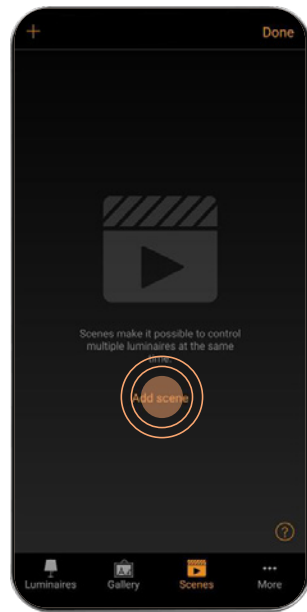 + Done
Scenes make it possible to control
multiple luminaires at the same
time.
Add scene
?
Luminaires Gallery Scenes More